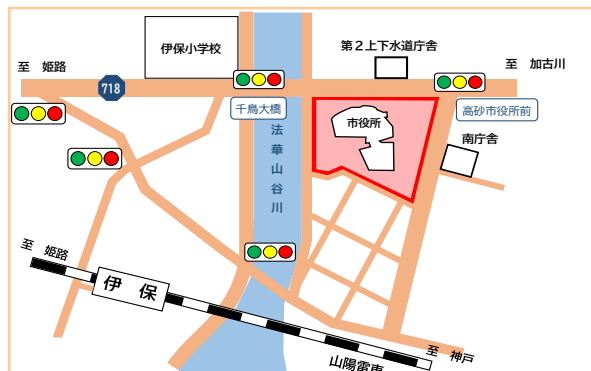 伊保小学校
第２上下水道庁舎
至　姫路
718
至　加古川
千鳥大橋
高砂市役所前
市役所
南庁舎
法華山谷川
至　姫路
伊　保
山陽電車
至　神戸